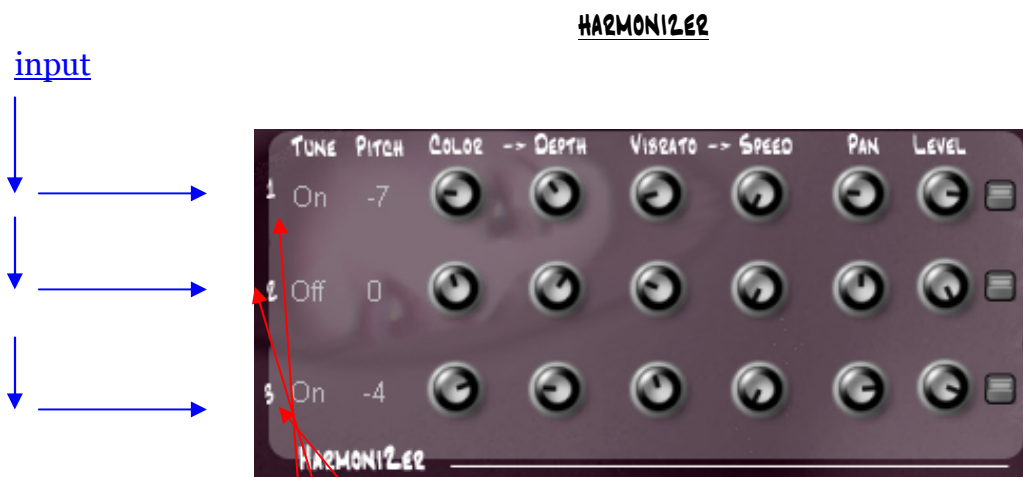 HARMONIZER
input
TUNE PITCH COLOR -> DEPTH VIBRATO -> SPEED PAN LEVEL
1 On -7
2 Off 0
3 On -4
HARMONIZER